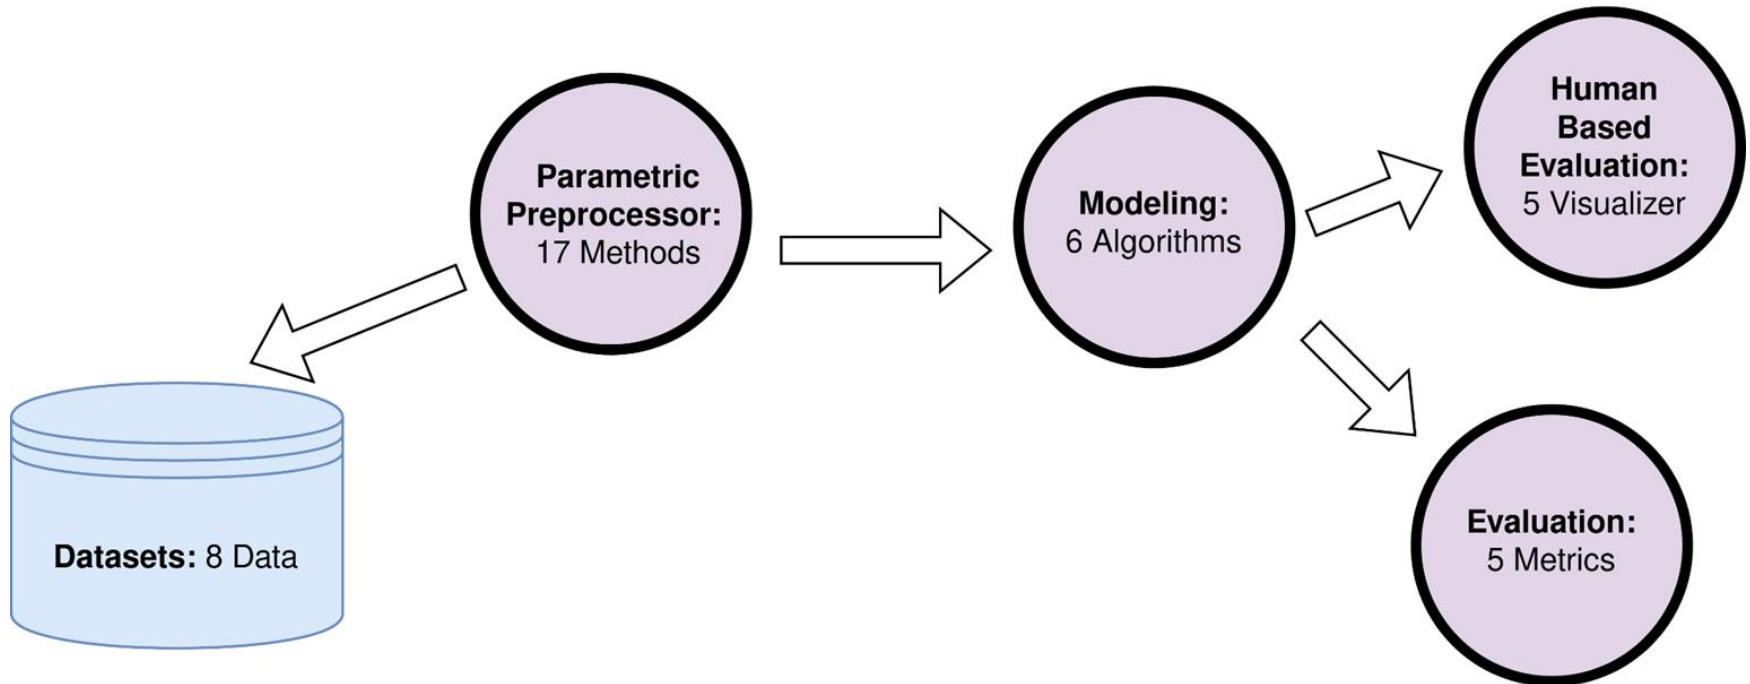 Parametric
Preprocessor:
17 Methods
Modeling:
6 Algorithms
Human
Based
Evaluation:
5 Visualizer
Datasets: 8 Data
Evaluation:
5 Metrics